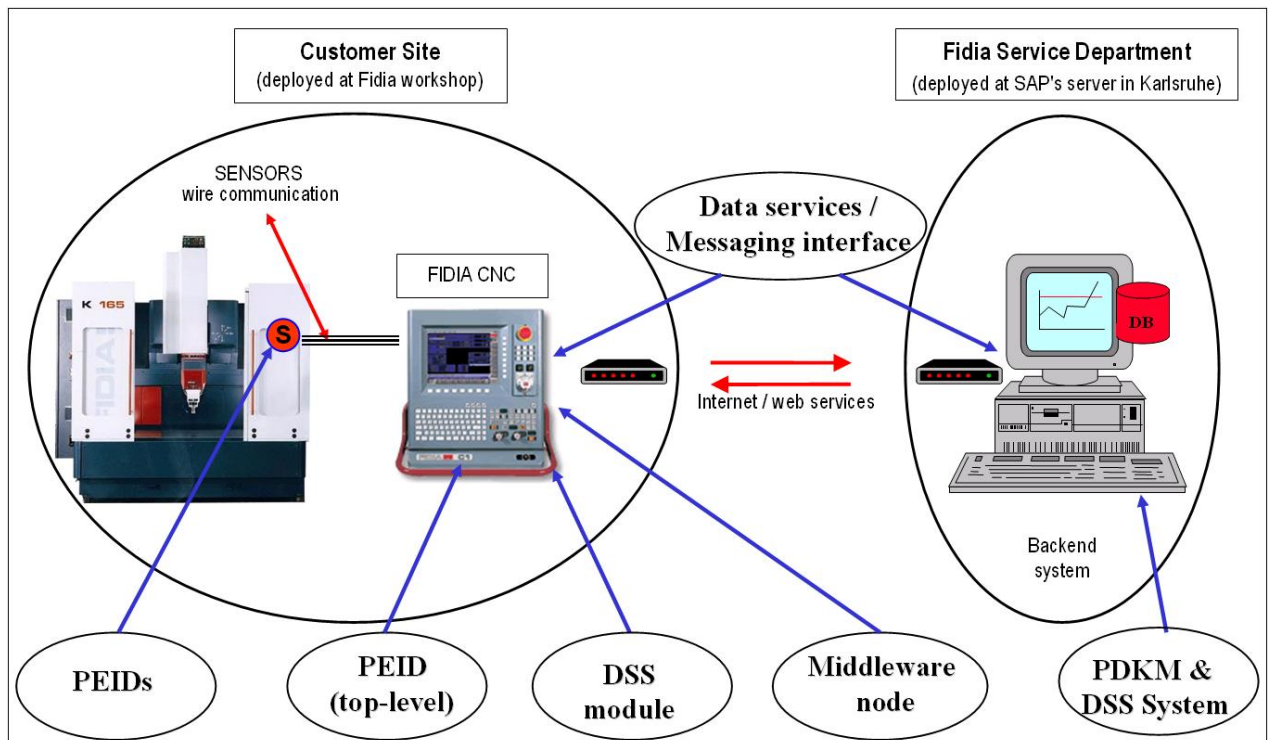 Customer Site
(deployed at Fidia workshop)
Fidia Service Department
(deployed at SAP's server in Karlsruhe)
SENSORS
wire communication
Data services /
Messaging interface
FIDIA CNC
K 165
S
FIDIA
DB
Internet / web services
C1
Backend
system
PEIDs
PEID
(top-level)
DSS
module
Middleware
node
PDKM &
DSS System